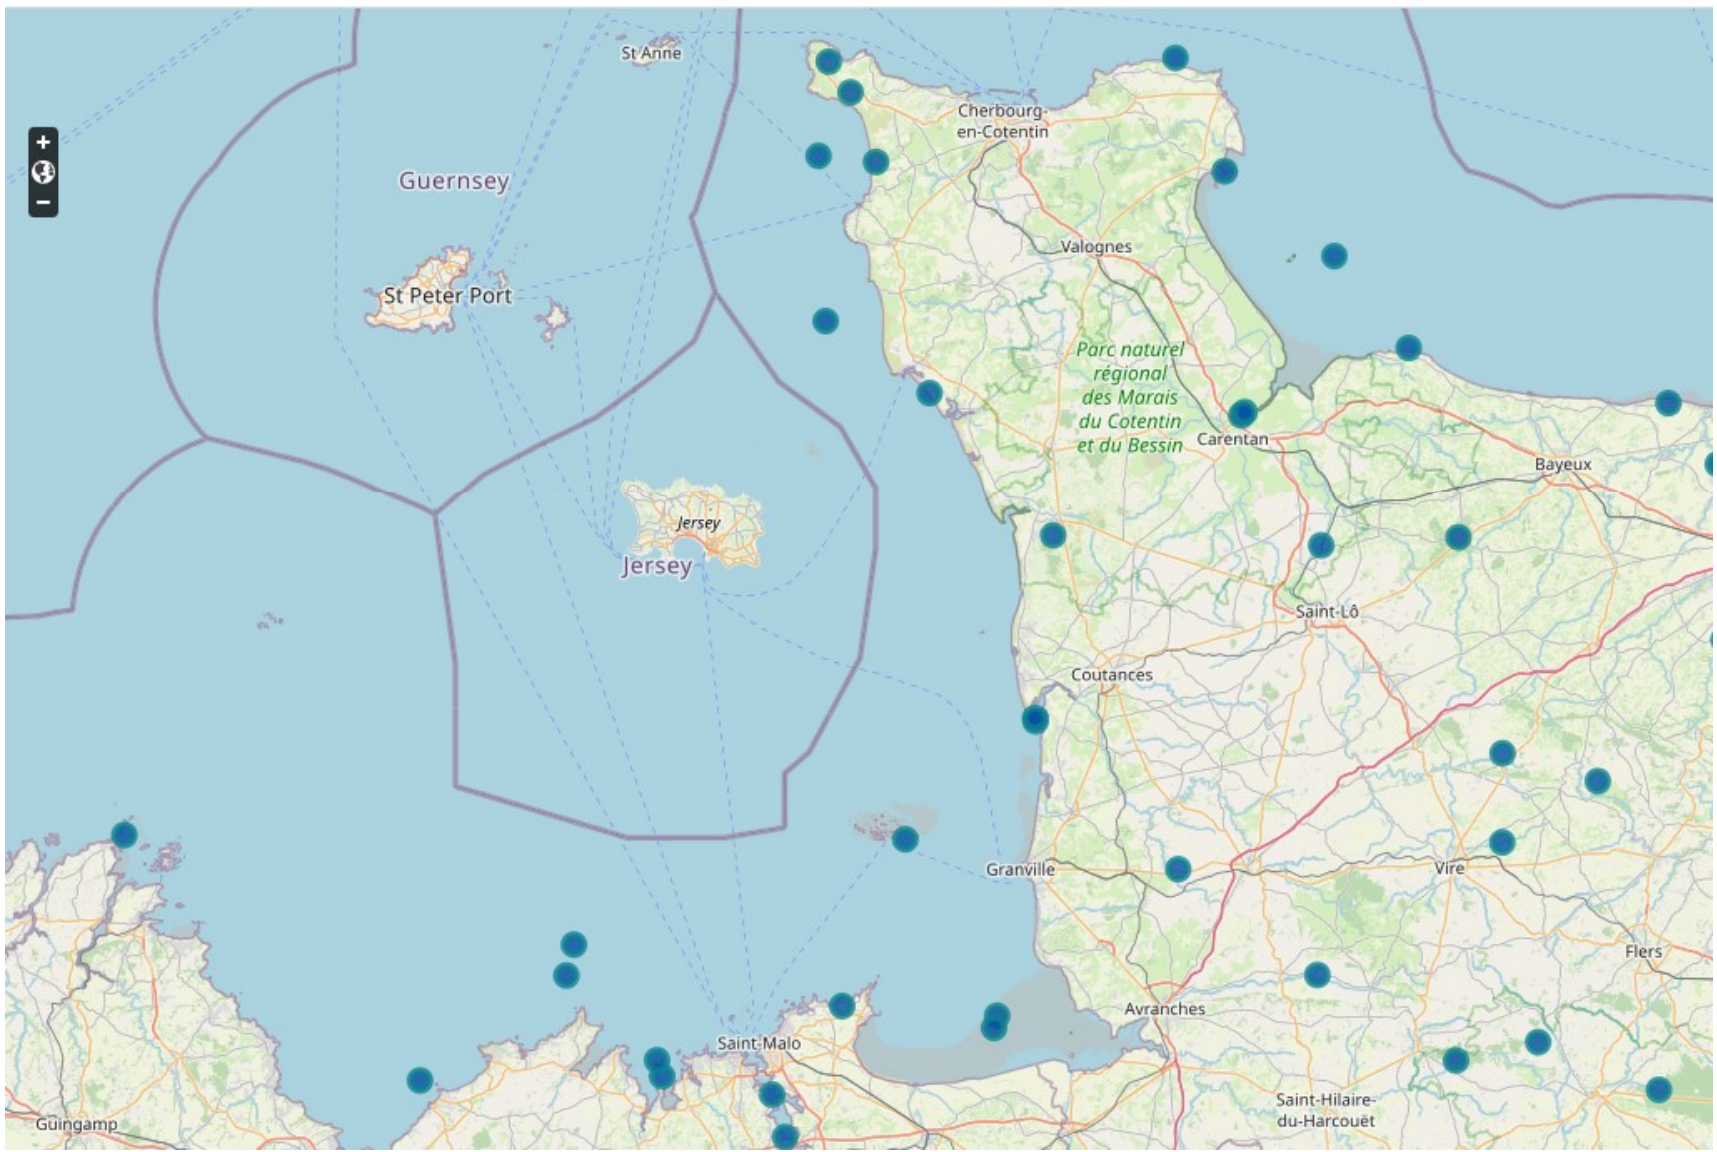 St Anne
Cherbourg-
en-Cotentin
Guernsey
Valognes
St Peter Port
Parc naturel
régional
des Marais
du Cotentin
et du Bessin
Carentan
Bayeux
Jersey
Jersey
Saint-Lô
Coutances
Granville
Vire
Flers
Avranches
Saint-Malo
Saint-Hilaire-
du-Harcouët
Guingamp
+
−